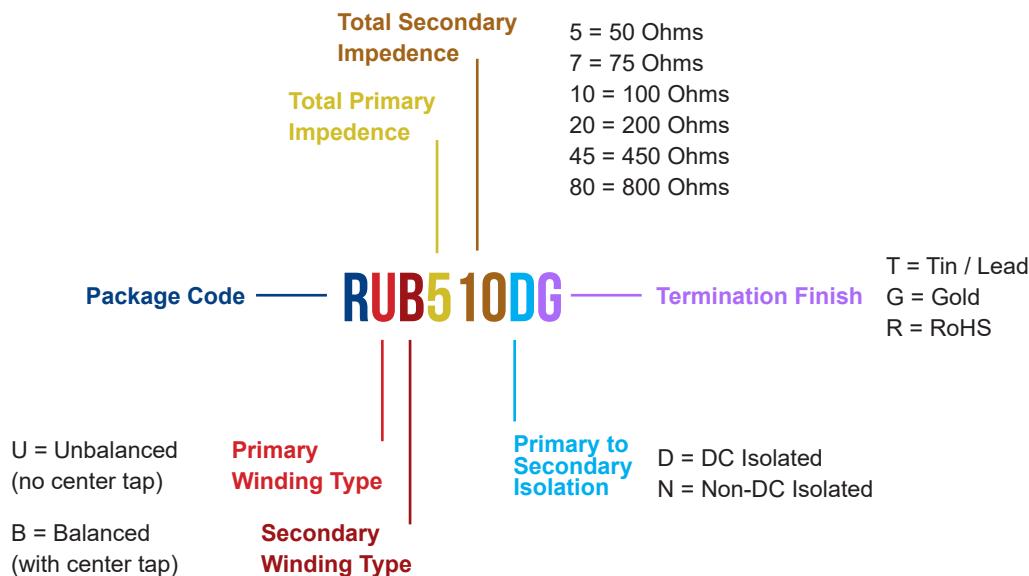 Total Secondary
Impedence
5 = 50 Ohms
7 = 75 Ohms
10 = 100 Ohms
20 = 200 Ohms
45 = 450 Ohms
80 = 800 Ohms
Total Primary
Impedence
Package Code
RUB510DG
Termination Finish
T = Tin / Lead
G = Gold
R = RoHS
U = Unbalanced
(no center tap)
Primary
Winding Type
B = Balanced
(with center tap)
Secondary
Winding Type
Primary to
Secondary
Isolation
D = DC Isolated
N = Non-DC Isolated